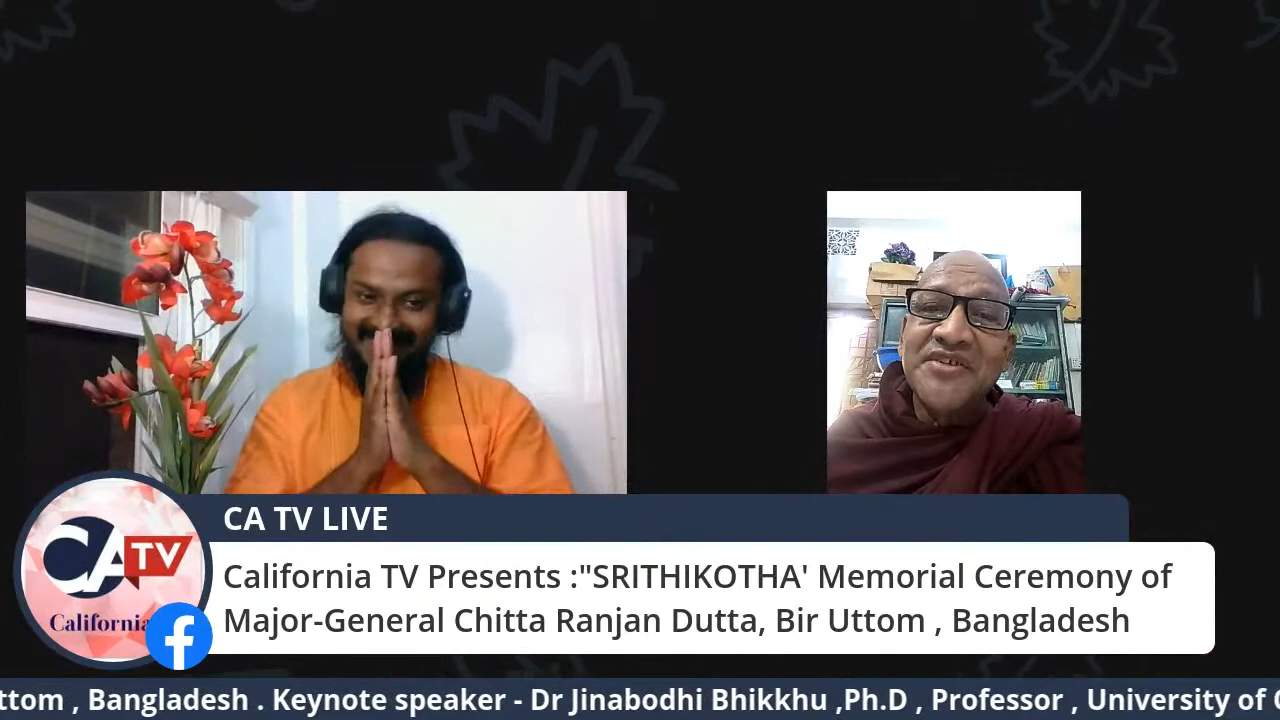 CA TV LIVE
CA
TV
California
California TV Presents :"SRITHIKOTHA' Memorial Ceremony of
Major-General Chitta Ranjan Dutta, Bir Uttom , Bangladesh
ttom , Bangladesh . Keynote speaker - Dr Jinabodhi Bhikkhu ,Ph.D , Professor , University of